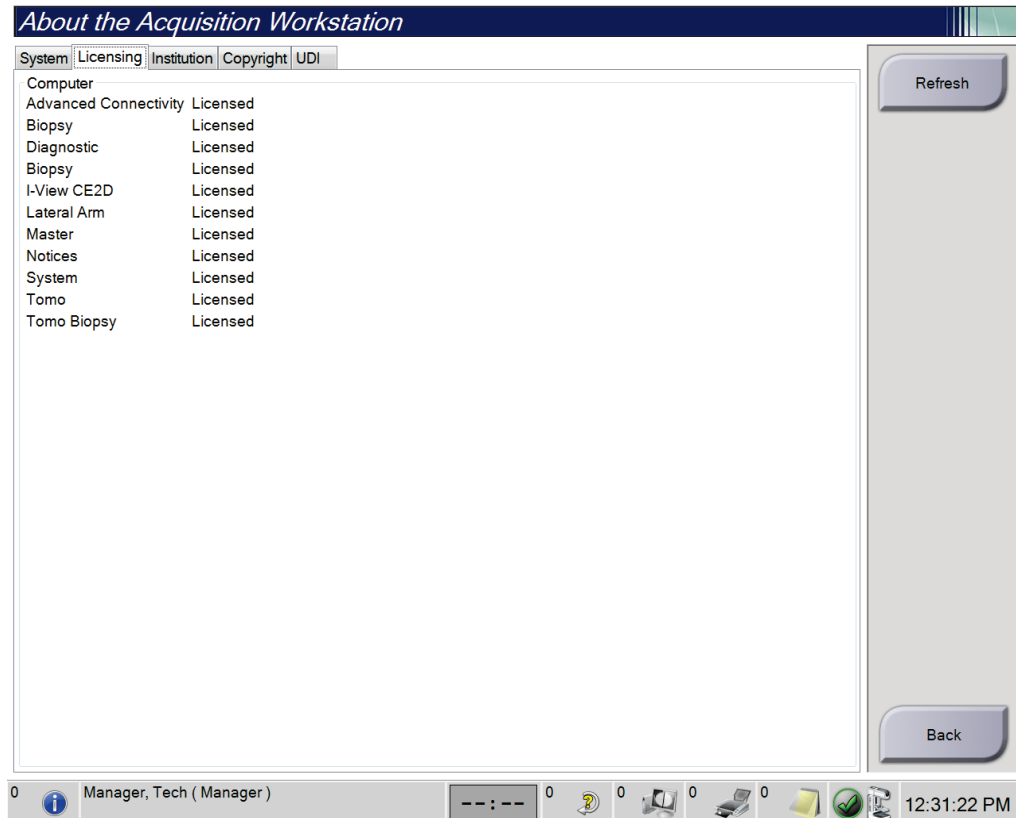 About the Acquisition Workstation
System Licensing Institution Copyright UDI
Refresh
Computer
Advanced Connectivity Licensed
Biopsy Licensed
Diagnostic Licensed
Biopsy Licensed
I-View CE2D Licensed
Lateral Arm Licensed
Master Licensed
Notices Licensed
System Licensed
Tomo Licensed
Tomo Biopsy Licensed
Back
0 Manager, Tech ( Manager ) --:-- 0 0 0 0 12:31:22 PM